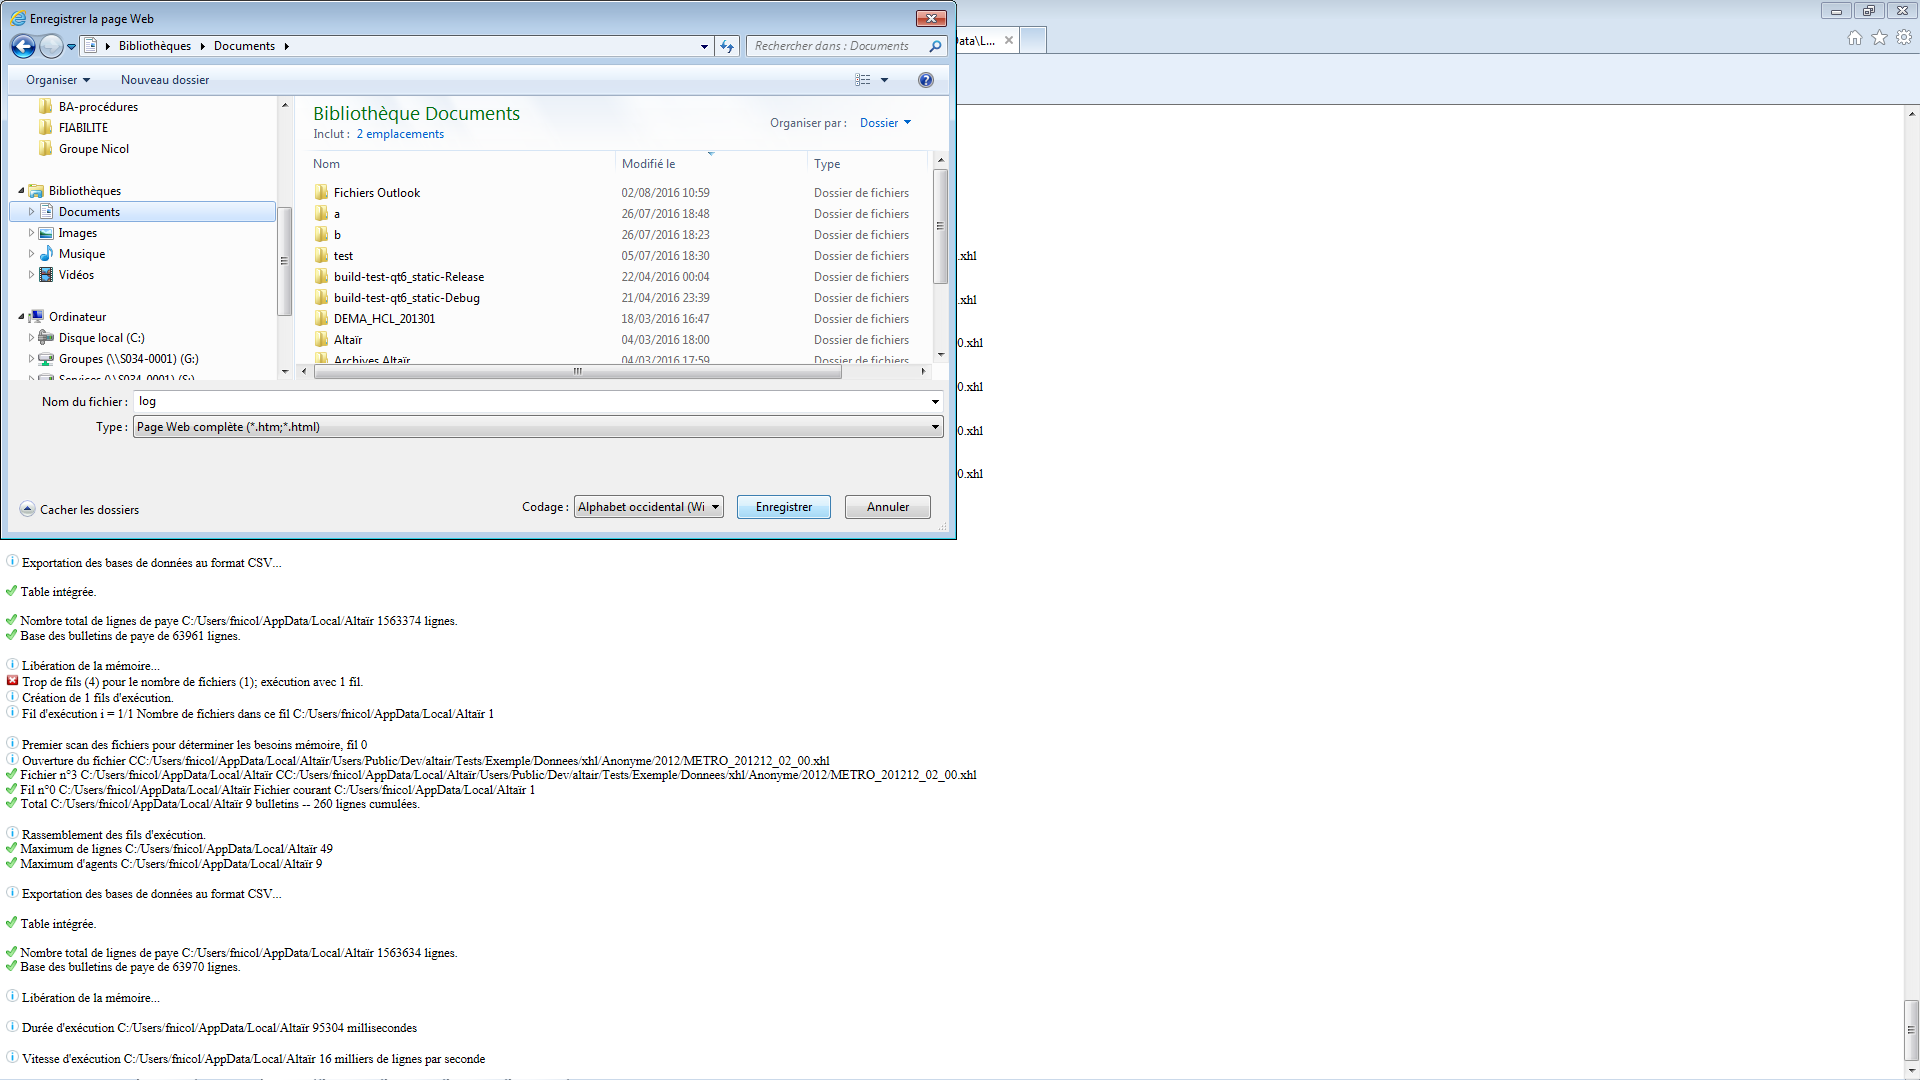 Enregistrer la page Web
Bibliothèques
Documents
Rechercher dans : Documents
Data\L...
Organiser
Nouveau dossier
BA-procédures
FIABILITE
Groupe Nicol
Bibliothèques
Documents
Images
Musique
Vidéos
Ordinateur
Disque local (C:)
Groupes (\\S034-0001) (G:)
Services (\\S034-0001) (S:)
Bibliothèque Documents
Inclut : 2 emplacements
Organiser par : Dossier
Nom Modifié le Type
Fichiers Outlook 02/08/2016 10:59 Dossier de fichiers
a 26/07/2016 18:48 Dossier de fichiers
b 26/07/2016 18:23 Dossier de fichiers
test 05/07/2016 18:30 Dossier de fichiers
build-test-qt6_static-Release 22/04/2016 00:04 Dossier de fichiers
build-test-qt6_static-Debug 21/04/2016 23:39 Dossier de fichiers
DEMA_HCL_201301 18/03/2016 16:47 Dossier de fichiers
Altaïr 04/03/2016 18:00 Dossier de fichiers
Archives Altaïr 04/03/2016 17:59 Dossier de fichiers
Nom du fichier : log
Type : Page Web complète (*.htm;*.html)
Cacher les dossiers
Codage : Alphabet occidental (Wi
Enregistrer
Annuler
.xhl
.xhl
0.xhl
0.xhl
0.xhl
0.xhl
Exportation des bases de données au format CSV...
Table intégrée.
Nombre total de lignes de paye C:/Users/fnicol/AppData/Local/Altaïr 1563374 lignes.
Base des bulletins de paye de 63961 lignes.
Libération de la mémoire...
Trop de fils (4) pour le nombre de fichiers (1); exécution avec 1 fil.
Création de 1 fils d'exécution.
Fil d'exécution i = 1/1 Nombre de fichiers dans ce fil C:/Users/fnicol/AppData/Local/Altaïr 1
Premier scan des fichiers pour déterminer les besoins mémoire, fil 0
Ouverture du fichier CC:/Users/fnicol/AppData/Local/Altaïr/Users/Public/Dev/altair/Tests/Exemple/Donnees/xhl/Anonyme/2012/METRO_201212_02_00.xhl
Fichier n°3 C:/Users/fnicol/AppData/Local/Altaïr CC:/Users/fnicol/AppData/Local/Altaïr/Users/Public/Dev/altair/Tests/Exemple/Donnees/xhl/Anonyme/2012/METRO_201212_02_00.xhl
Fil n°0 C:/Users/fnicol/AppData/Local/Altaïr Fichier courant C:/Users/fnicol/AppData/Local/Altaïr 1
Total C:/Users/fnicol/AppData/Local/Altaïr 9 bulletins -- 260 lignes cumulées.
Rassemblement des fils d'exécution.
Maximum de lignes C:/Users/fnicol/AppData/Local/Altaïr 49
Maximum d'agents C:/Users/fnicol/AppData/Local/Altaïr 9
Exportation des bases de données au format CSV...
Table intégrée.
Nombre total de lignes de paye C:/Users/fnicol/AppData/Local/Altaïr 1563634 lignes.
Base des bulletins de paye de 63970 lignes.
Libération de la mémoire...
Durée d'exécution C:/Users/fnicol/AppData/Local/Altaïr 95304 millisecondes
Vitesse d'exécution C:/Users/fnicol/AppData/Local/Altaïr 16 milliers de lignes par seconde